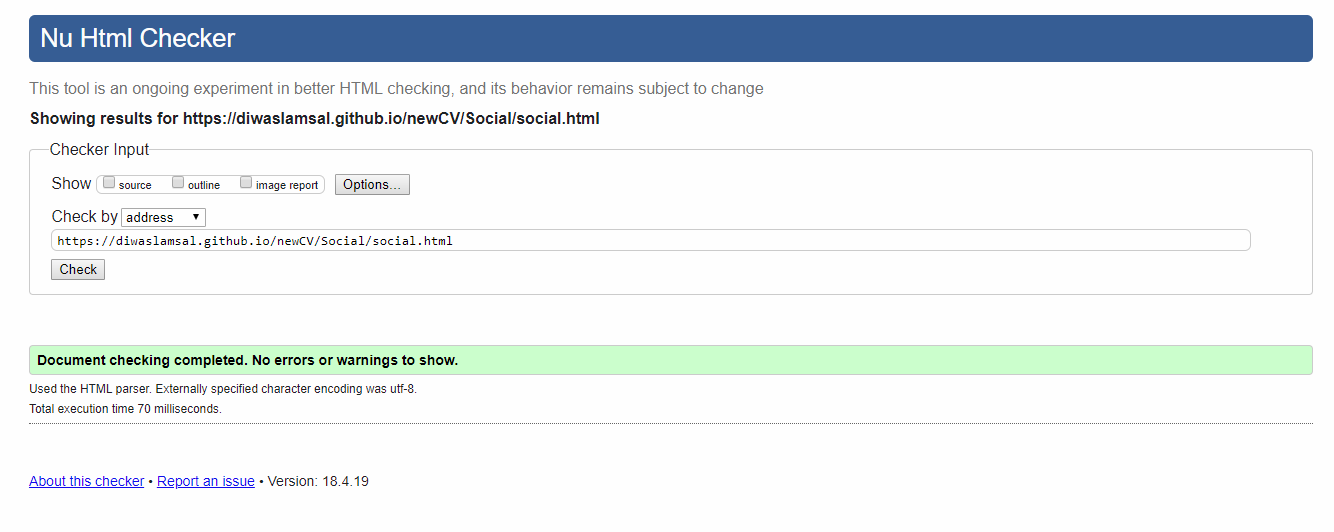 Nu Html Checker
This tool is an ongoing experiment in better HTML checking, and its behavior remains subject to change
Showing results for https://diwaslamsal.github.io/newCV/Social/social.html
Checker Input
Show source outline image report Options...
Check by address
https://diwaslamsal.github.io/newCV/Social/social.html
Check
Document checking completed. No errors or warnings to show.
Used the HTML parser. Externally specified character encoding was utf-8.
Total execution time 70 milliseconds.
About this checker • Report an issue • Version: 18.4.19